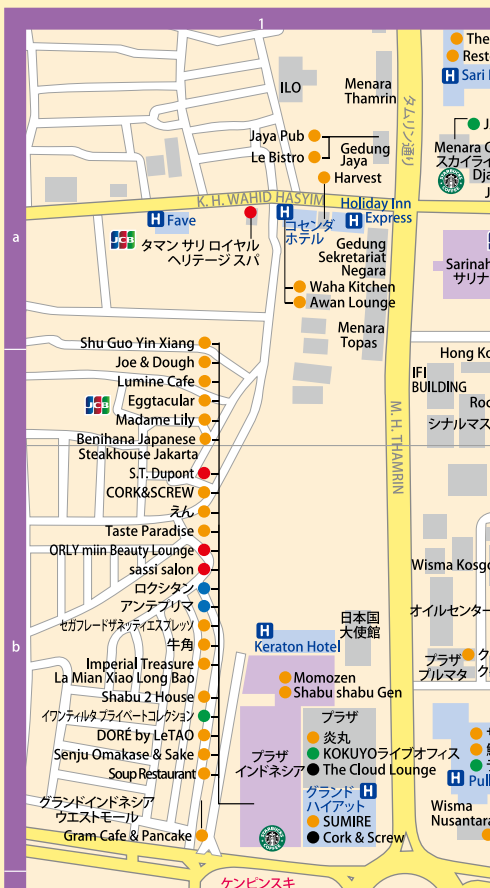 1
The
Rest
Sari
ILO
Menara
Thamrin
タムリン通り
Jaya Pub
Le Bistro
Gedung
Jaya
Harvest
スカイライ
STARBUCKS COFFEE
K. H. WAHID HASYIM
Holiday Inn
Express
H
Fave
H
コセンダ
ホテル
H
a
JCB
タマン サリ ロイヤル
ヘリテージ スパ
Gedung
Sekretariat
Negara
Sarinah
サリナ
Waha Kitchen
Awan Lounge
Menara
Topas
Shu Guo Yin Xiang
Joe & Dough
Lumine Cafe
Eggtacular
JCB
Madame Lily
Benihana Japanese
Steakhouse Jakarta
S.T. Dupont
CORK&SCREW
えん
Taste Paradise
ORLY miin Beauty Lounge
sassi salon
ロクシタン
アンテプリマ
セガフレードザネッティエスプレッソ
牛角
Imperial Treasure
La Mian Xiao Long Bao
Shabu 2 House
イワンティルタ プライベートコレクション
DORÉ by LeTAO
Senju Omakase & Sake
Soup Restaurant
グランドインドネシア
ウエストモール
Gram Cafe & Pancake
Hong Ko
IFI
BUILDING
シナルマス
M. H. THAMRIN
Wisma Kosgo
オイルセンター
b
日本国
大使館
H
Keraton Hotel
プラザ
プルマタ
Momozen
Shabu shabu Gen
プラザ
インドネシア
プラザ
炎丸
KOKUYOライブオフィス
The Cloud Lounge
グランド
ハイアット
H
SUMIRE
Cork & Screw
STARBUCKS COFFEE
H
Pull
Wisma
Nusantara
ケンピンスキ